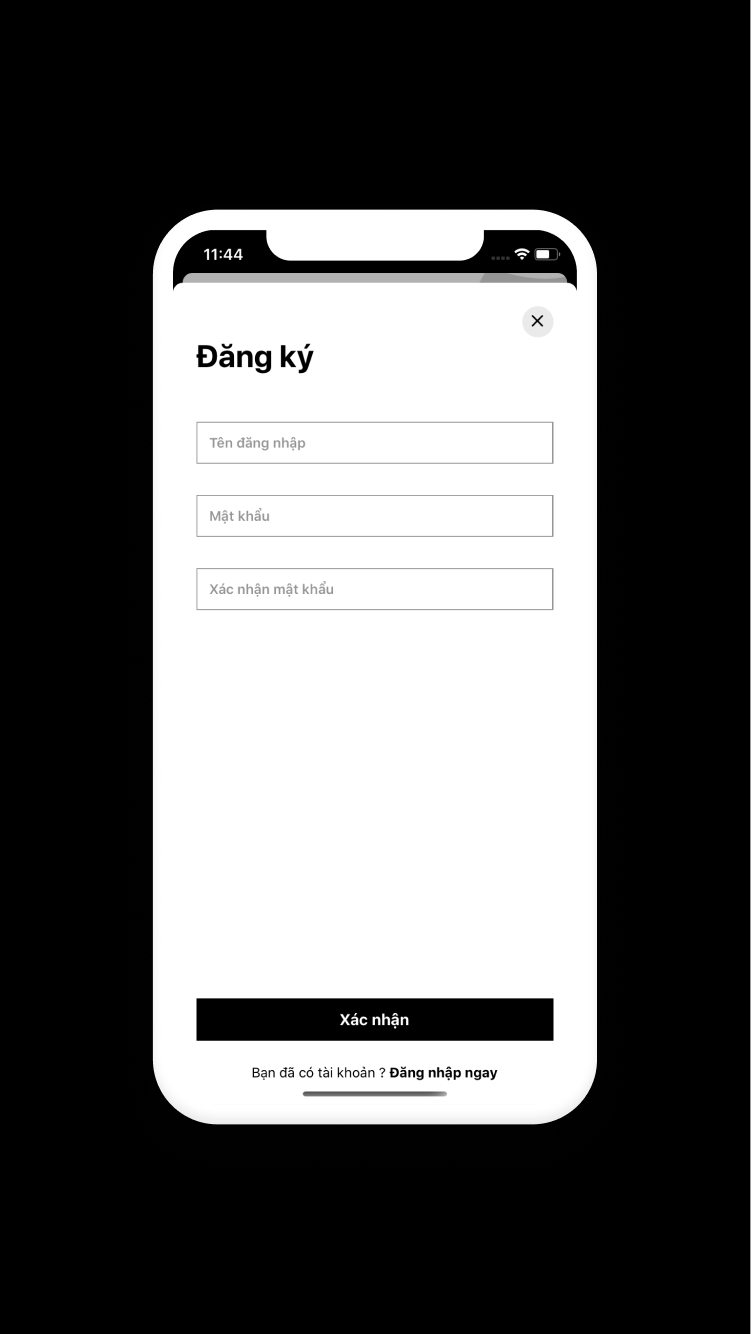 11:44
Đăng ký
Tên đăng nhập
Mật khẩu
Xác nhận mật khẩu
Xác nhận
Bạn đã có tài khoản ? Đăng nhập ngay